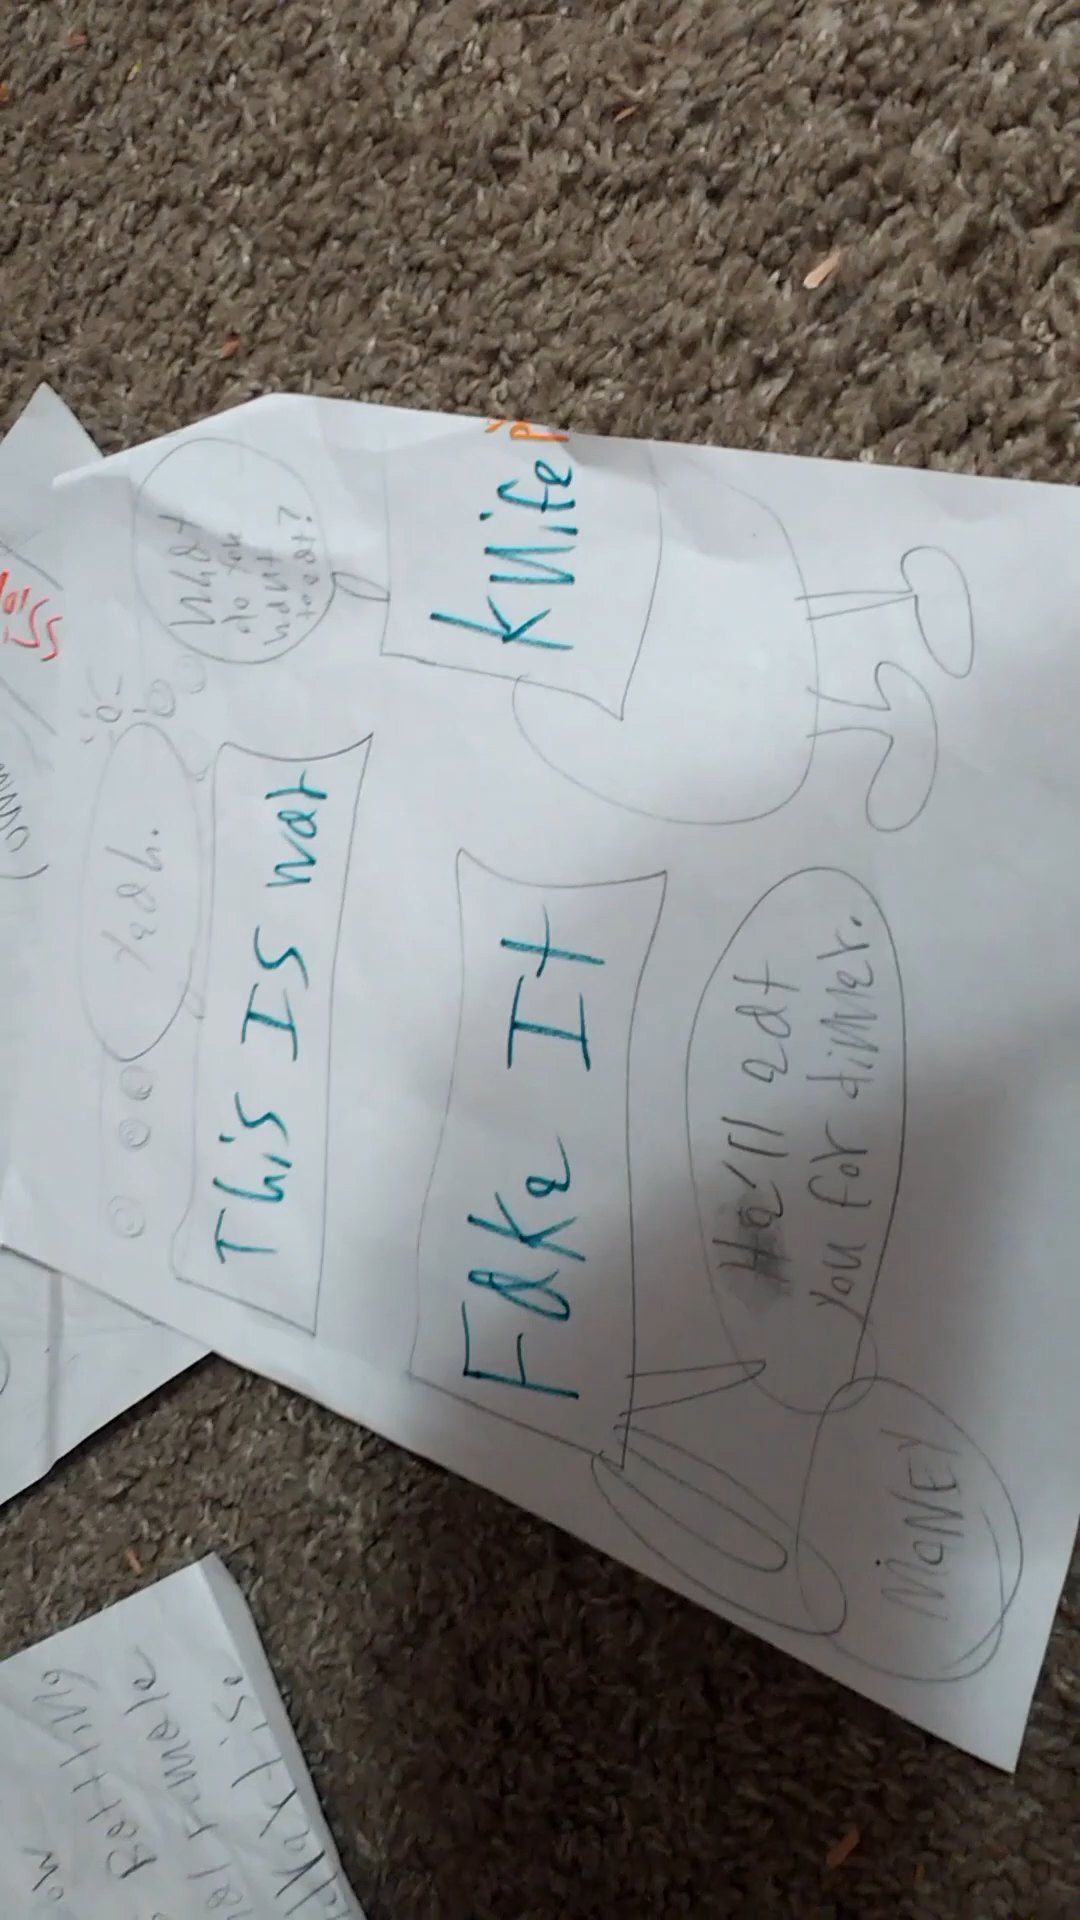 This IS war
FAKe It
KNife
What
do you
want
to eat?
Yeah.
He'll eat
you for dinner.
MONEY
Betting